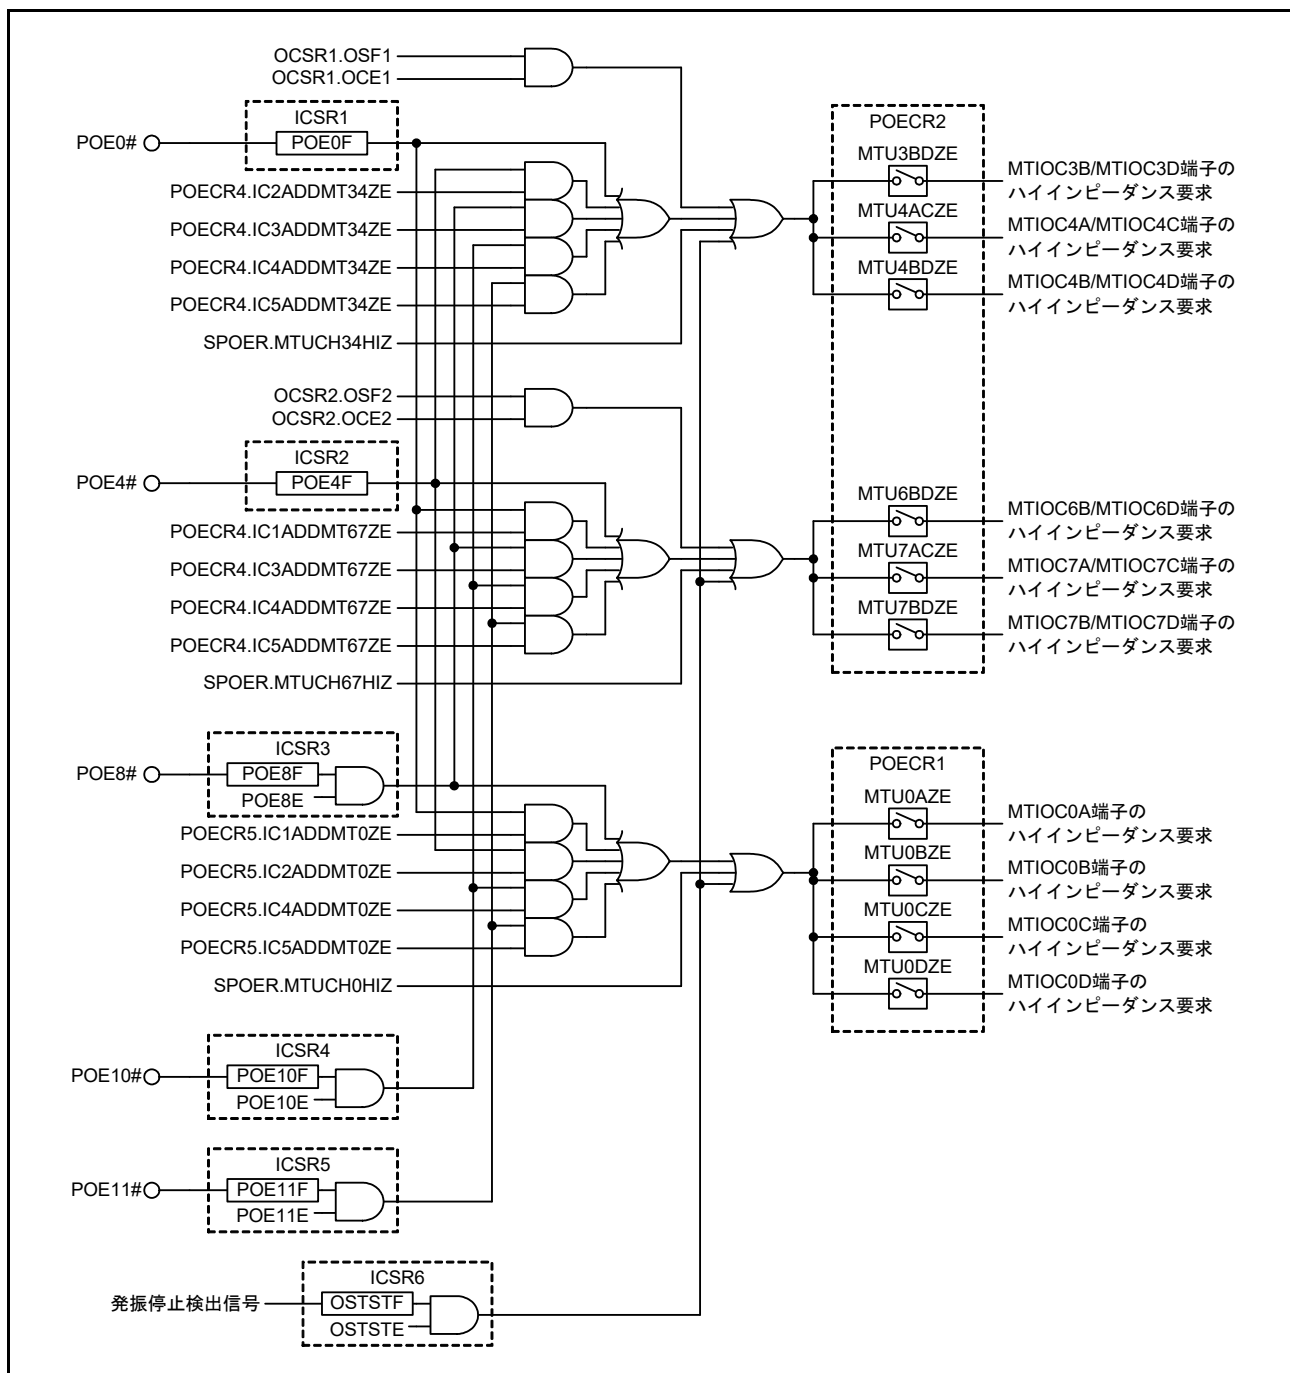 OCSR1.OSF1
OCSR1.OCE1
ICSR1
POE0#
POE0F
POECR4.IC2ADDMT34ZE
POECR4.IC3ADDMT34ZE
POECR4.IC4ADDMT34ZE
POECR4.IC5ADDMT34ZE
SPOER.MTUCH34HIZ
POECR2
MTU3BDZE
MTIOC3B/MTIOC3D端子の
ハイインピーダンス要求
MTU4ACZE
MTIOC4A/MTIOC4C端子の
ハイインピーダンス要求
MTU4BDZE
MTIOC4B/MTIOC4D端子の
ハイインピーダンス要求
OCSR2.OSF2
OCSR2.OCE2
ICSR2
POE4#
POE4F
POECR4.IC1ADDMT67ZE
POECR4.IC3ADDMT67ZE
POECR4.IC4ADDMT67ZE
POECR4.IC5ADDMT67ZE
SPOER.MTUCH67HIZ
MTU6BDZE
MTIOC6B/MTIOC6D端子の
ハイインピーダンス要求
MTU7ACZE
MTIOC7A/MTIOC7C端子の
ハイインピーダンス要求
MTU7BDZE
MTIOC7B/MTIOC7D端子の
ハイインピーダンス要求
ICSR3
POE8#
POE8F
POE8E
POECR5.IC1ADDMT0ZE
POECR5.IC2ADDMT0ZE
POECR5.IC4ADDMT0ZE
POECR5.IC5ADDMT0ZE
SPOER.MTUCH0HIZ
POECR1
MTU0AZE
MTIOC0A端子の
ハイインピーダンス要求
MTU0BZE
MTIOC0B端子の
ハイインピーダンス要求
MTU0CZE
MTIOC0C端子の
ハイインピーダンス要求
MTU0DZE
MTIOC0D端子の
ハイインピーダンス要求
ICSR4
POE10#
POE10F
POE10E
ICSR5
POE11#
POE11F
POE11E
ICSR6
発振停止検出信号
OSTSTF
OSTSTE